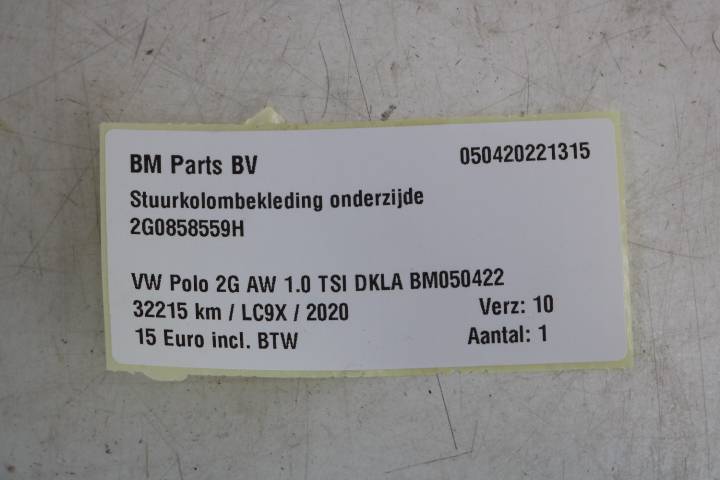 BM Parts BV 050420221315
Stuurkolombekleding onderzijde
2G0858559H
VW Polo 2G AW 1.0 TSI DKLA BM050422
32215 km / LC9X / 2020 Verz: 10
15 Euro incl. BTW Aantal: 1